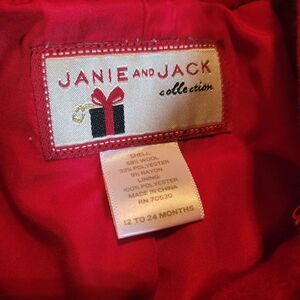 JANIE AND JACK
collection
SHELL:
58% WOOL
33% POLYESTER
9% RAYON
LINING:
100% POLYESTER
MADE IN CHINA
RN 70530
12 TO 24 MONTHS